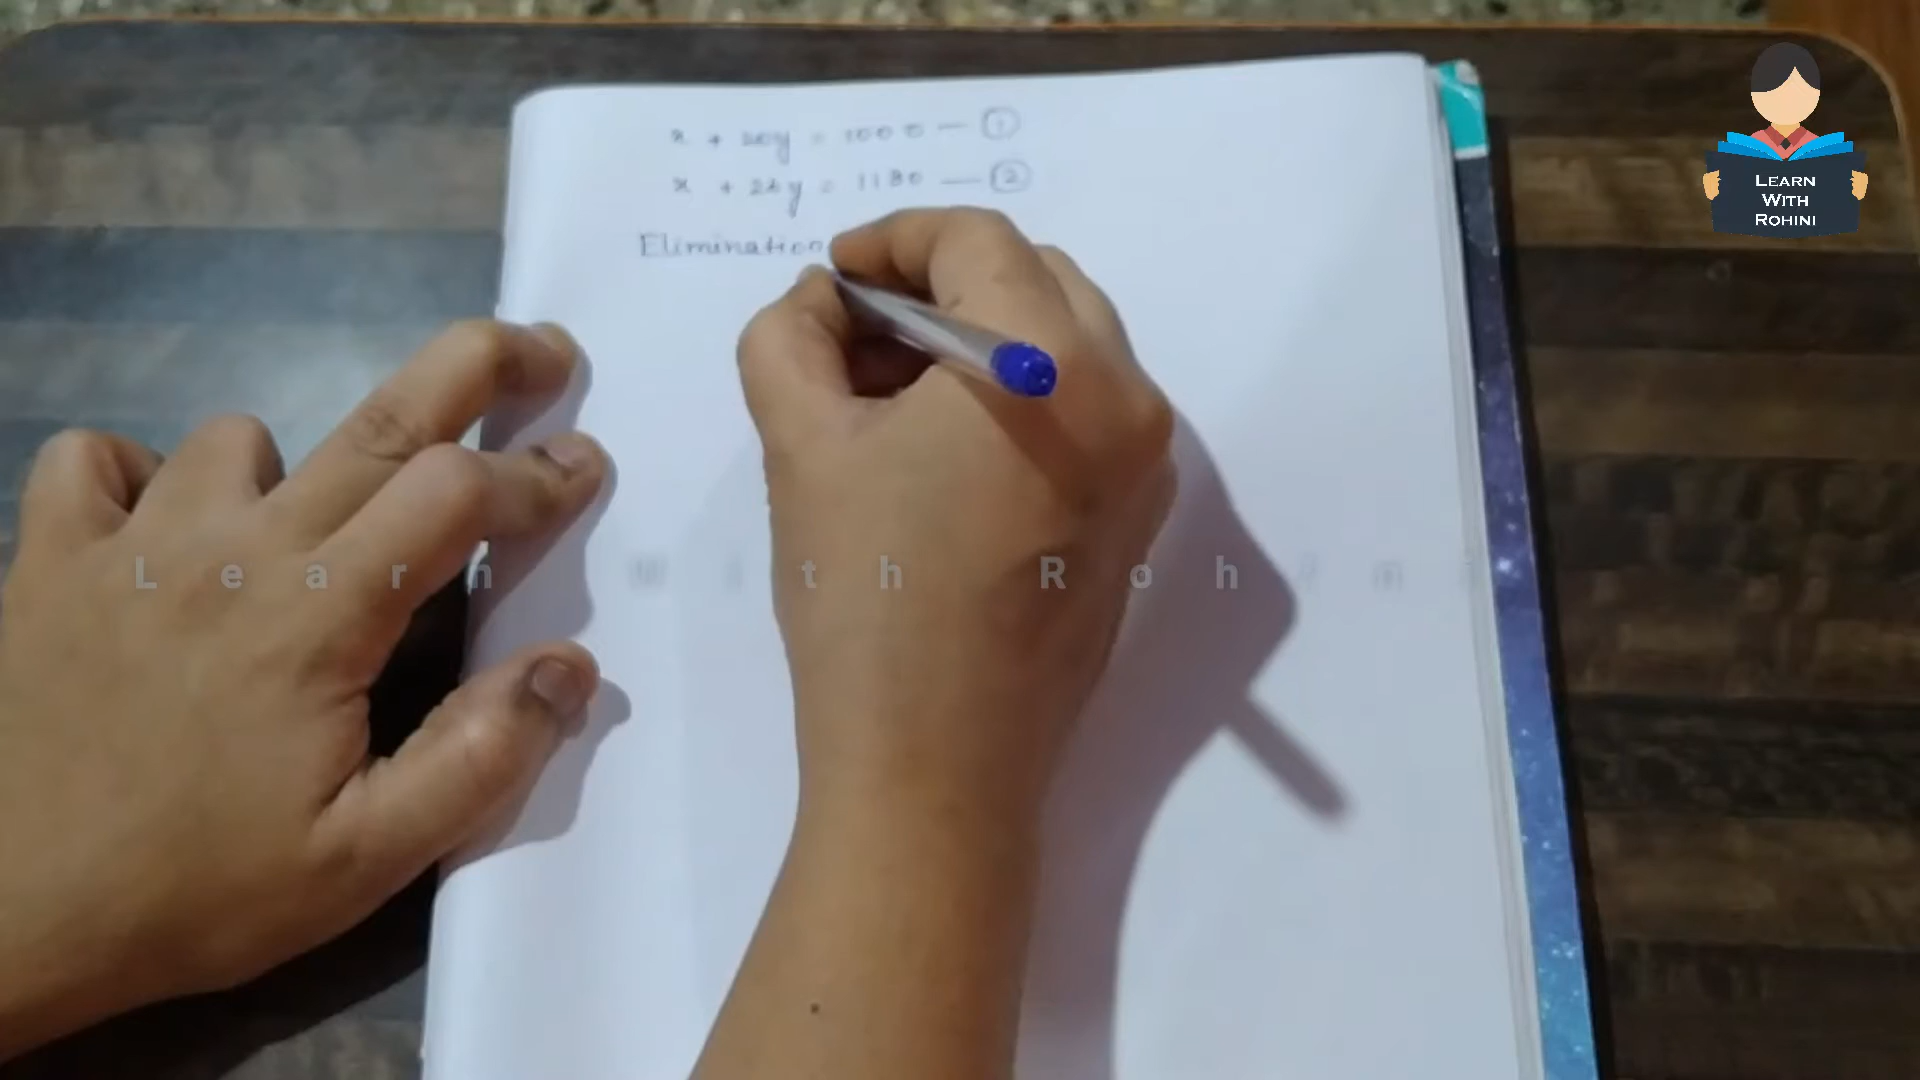 x + 20y = 1000 — ①
x + 26y = 1180 — ②
Elimination
LEARN
WITH
ROHINI
Learn With Rohini